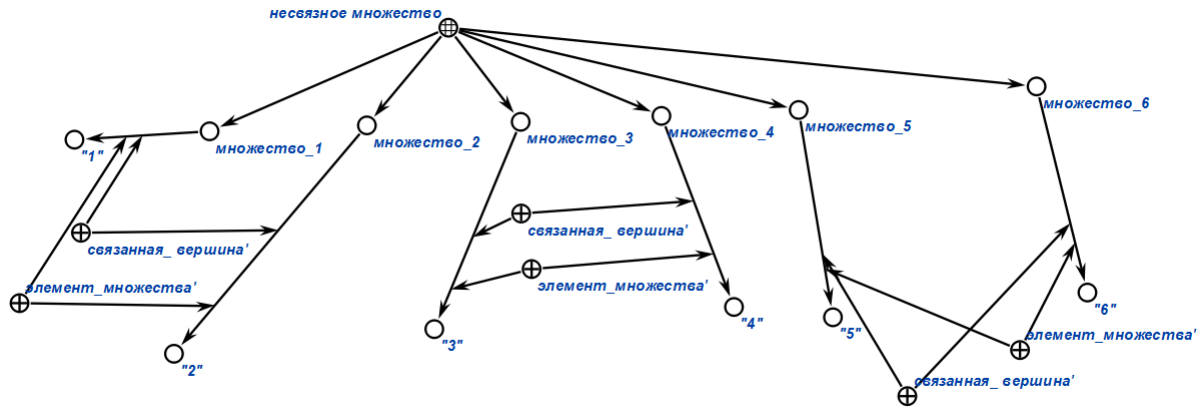 несвязное множество
множество_6
множество_5
множество_4
множество_3
множество_2
множество_1
"1"
связанная_ вершина'
связанная_ вершина'
элемент_множества'
элемент_множества'
"6"
"4"
"5"
элемент_множества'
"3"
"2"
связанная_ вершина'